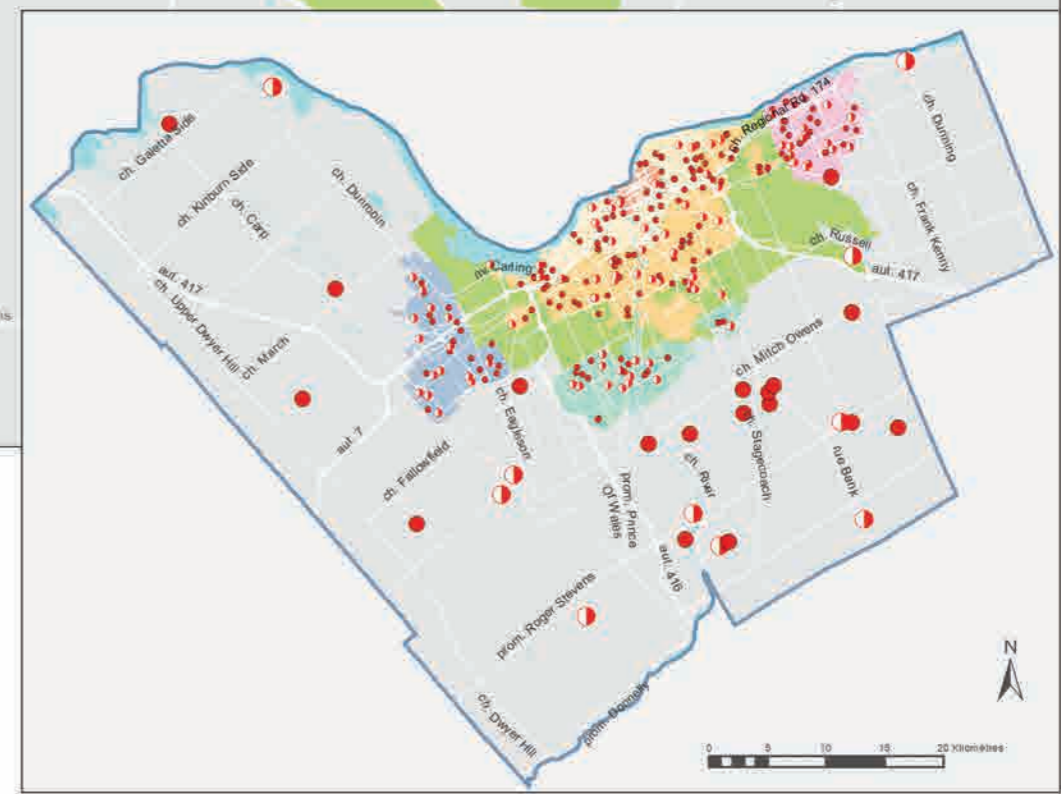 ch. Regional Rd. 174
ch. Dunning
ch. Galetta Side
ch. Kinburn Side
ch. Dunrobin
ch. Carp
ch. Frank Kenny
ch. Russell
aut. 417
av. Carling
aut. 417
ch. Upper Dwyer Hill
ch. March
ch. Mitch Owens
aut. 7
ch. Eagleson
ch. Stagecoach
ch. Fallowfield
ch. River
rue Bank
prom. Prince
Of Wales
aut. 416
prom. Roger Stevens
N
prom. Donnelly
ch. Dwyer Hill
0 5 10 15 20 Kilomètres